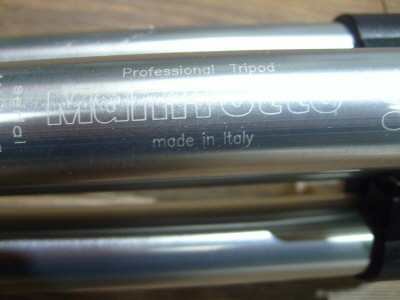 Professional Tripod
Manfrotto
made in Italy